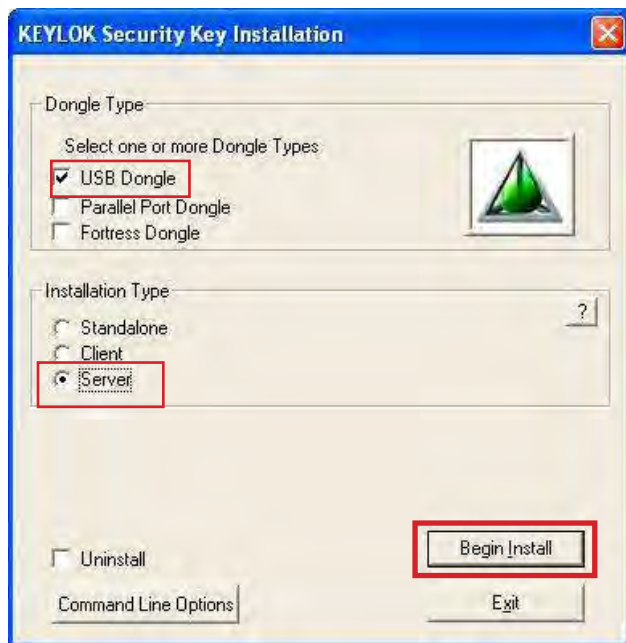 KEYLOK Security Key Installation
Dongle Type
Select one or more Dongle Types
USB Dongle
Parallel Port Dongle
Fortress Dongle
Installation Type
?
Standalone
Client
Server
Begin Install
Uninstall
Command Line Options
Exit